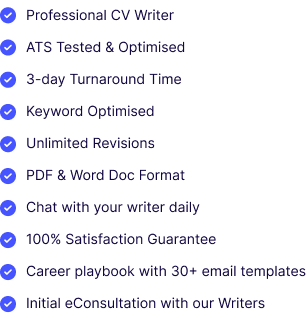 Professional CV Writer
ATS Tested & Optimised
3-day Turnaround Time
Keyword Optimised
Unlimited Revisions
PDF & Word Doc Format
Chat with your writer daily
100% Satisfaction Guarantee
Career playbook with 30+ email templates
Initial eConsultation with our Writers